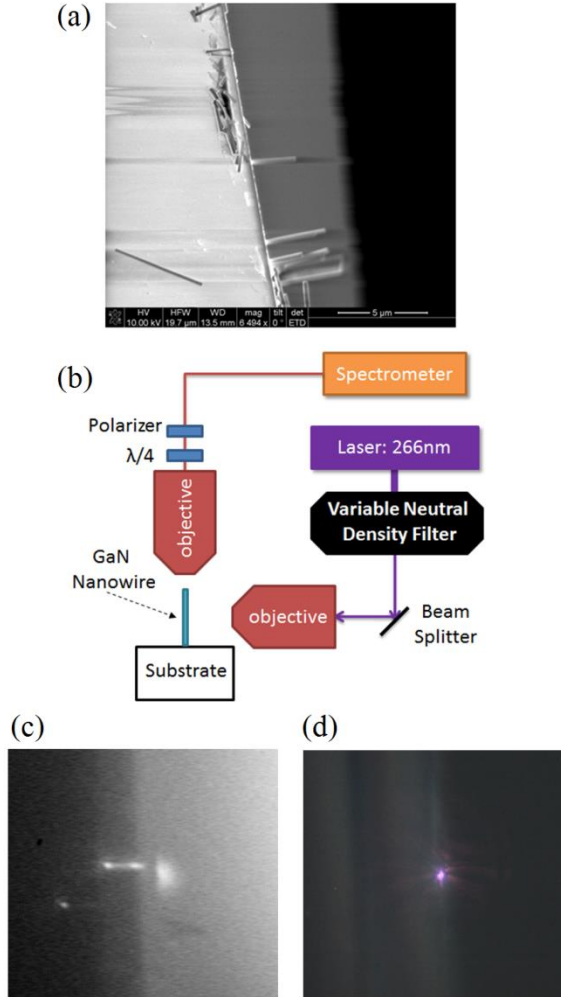 (a)
HV HFW WD mag tilt det
10.00 kV 19.7 µm 13.5 mm 6 494 x 0 ° ETD 5 µm
(b)
Spectrometer
Polarizer
λ/4
Laser: 266nm
objective
Variable Neutral
Density Filter
GaN
Nanowire
objective
Beam
Splitter
Substrate
(c)
(d)